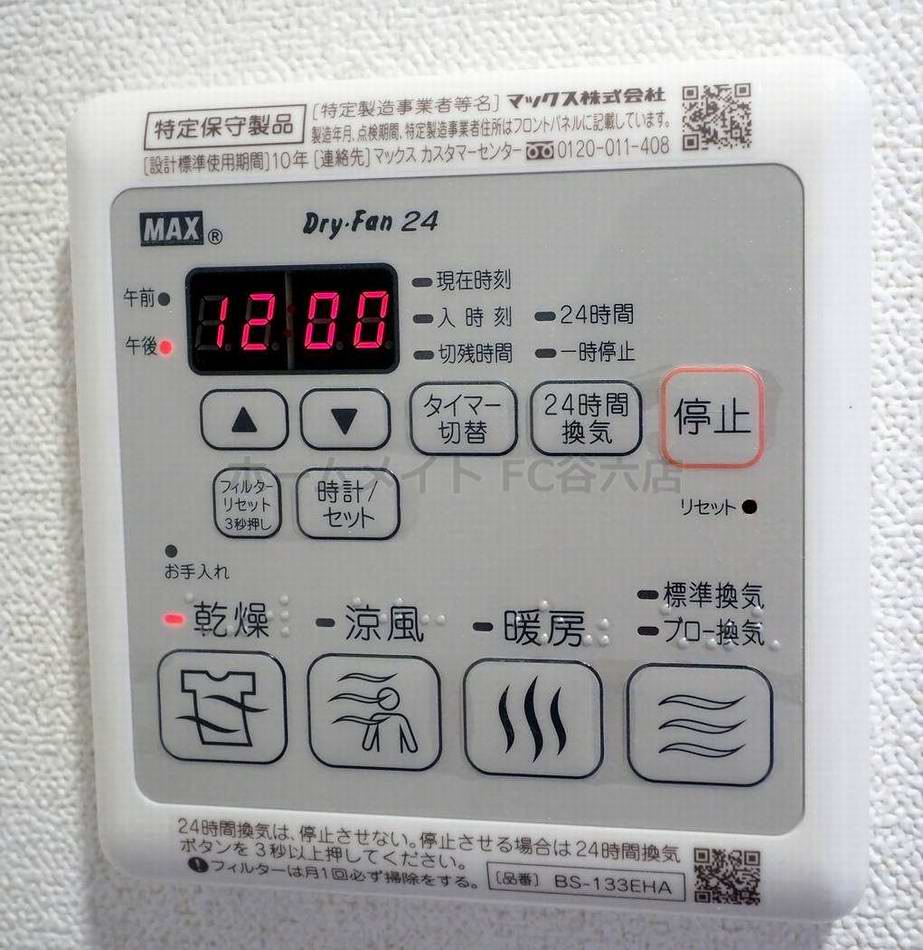 特定保守製品
[特定製造事業者等名] マックス株式会社
製造年月、点検期間、特定製造事業者住所はフロントパネルに記載しています。
[設計標準使用期間]10年 [連絡先]マックス カスタマーセンター 0120-011-408
MAX® Dry・Fan 24
午前
午後
12:00
現在時刻
入時刻
24時間
切残時間
一時停止
▲
▼
タイマー
切替
24時間
換気
停止
ホームメイト FC谷六店
フィルター
リセット
3秒押し
時計/
セット
リセット
お手入れ
乾燥
涼風
暖房
標準換気
ブロー換気
24時間換気は、停止させない。停止させる場合は24時間換気
ボタンを3秒以上押してください。
フィルターは月1回必ず掃除をする。
[品番] BS-133EHA